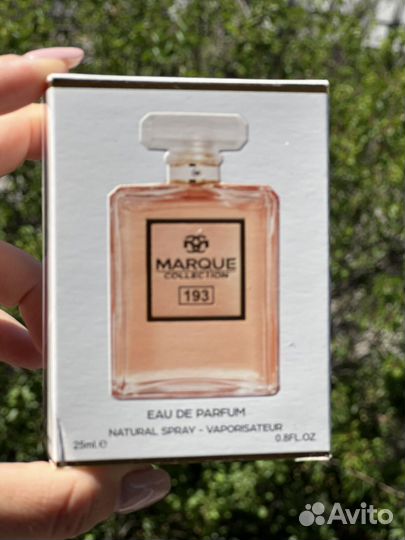 MARQUE
COLLECTION
193
EAU DE PARFUM
NATURAL SPRAY - VAPORISATEUR
25ml e 0.8FL.OZ
Avito